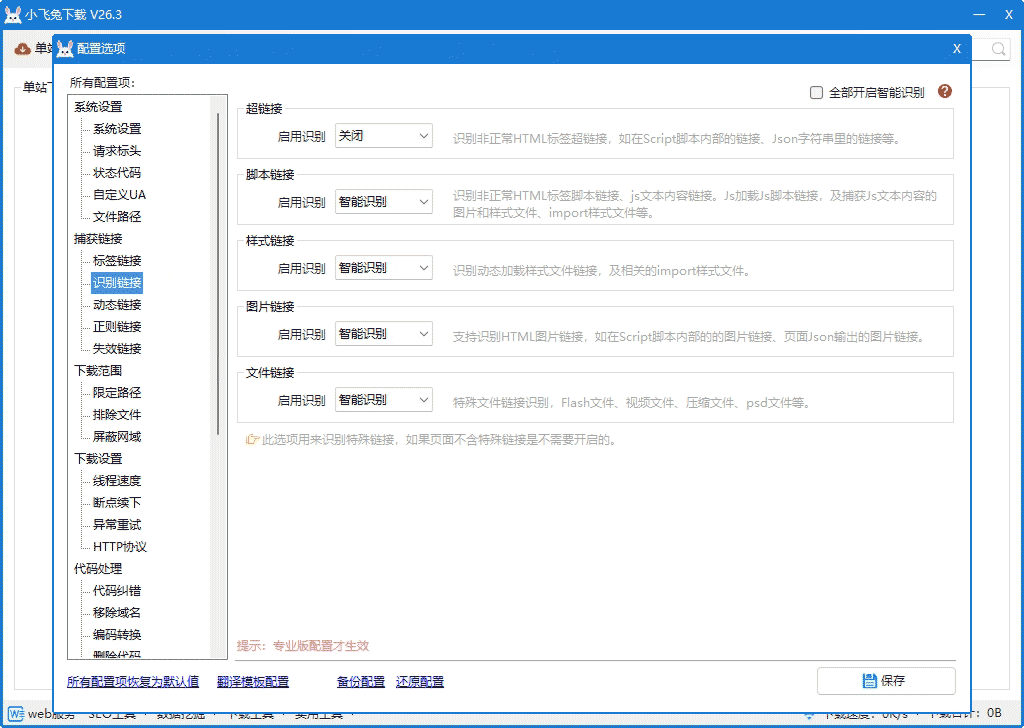 小飞兔下载 V26.3
单站
配置选项
X
X
单站下
所有配置项：
系统设置
系统设置
请求标头
状态代码
自定义UA
文件路径
捕获链接
标签链接
识别链接
动态链接
正则链接
失效链接
下载范围
限定路径
排除文件
屏蔽网域
下载设置
线程速度
断点续下
异常重试
HTTP协议
代码处理
代码纠错
移除域名
编码转换
删除代码
全部开启智能识别 ?
超链接
启用识别 关闭 识别非正常HTML标签超链接，如在Script脚本内部的链接、Json字符串里的链接等。
脚本链接
启用识别 智能识别 识别非正常HTML标签脚本链接、js文本内容链接。Js加载Js脚本链接，及捕获Js文本内容的
图片和样式文件、import样式文件等。
样式链接
启用识别 智能识别 识别动态加载样式文件链接，及相关的import样式文件。
图片链接
启用识别 智能识别 支持识别HTML图片链接，如在Script脚本内部的的图片链接、页面Json输出的图片链接。
文件链接
启用识别 智能识别 特殊文件链接识别，Flash文件、视频文件、压缩文件、psd文件等。
此选项用来识别特殊链接，如果页面不含特殊链接是不需要开启的。
提示：专业版配置才生效
所有配置项恢复为默认值 翻译模板配置 备份配置 还原配置 保存
web服务 SEO工具 数据挖掘 下载工具 实用工具 下载速度：0K/s 下载合计：0B